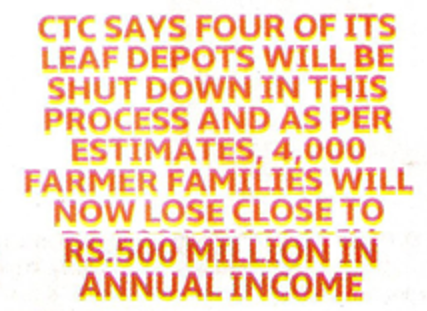 CTC SAYS FOUR OF ITS
LEAF DEPOTS WILL BE
SHUT DOWN IN THIS
PROCESS AND AS PER
ESTIMATES, 4,000
FARMER FAMILIES WILL
NOW LOSE CLOSE TO
RS.500 MILLION IN
ANNUAL INCOME